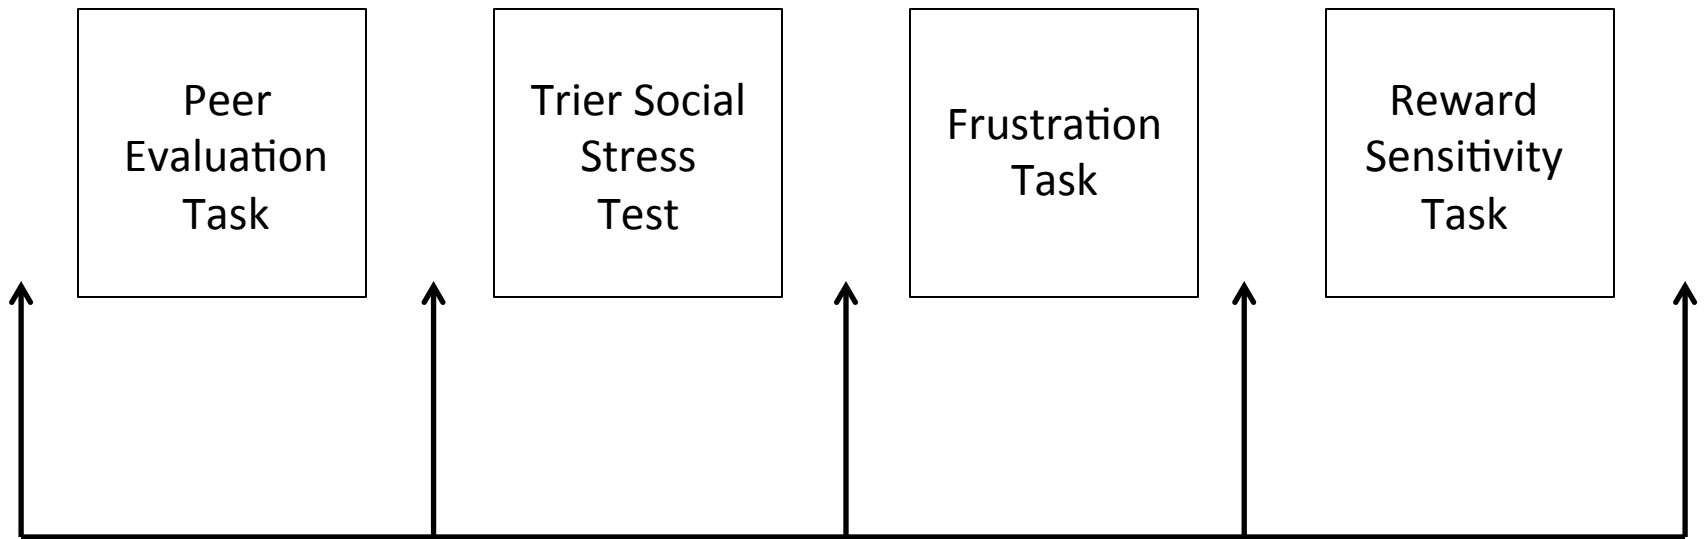 Peer
Evaluation
Task
Trier Social
Stress
Test
Frustration
Task
Reward
Sensitivity
Task